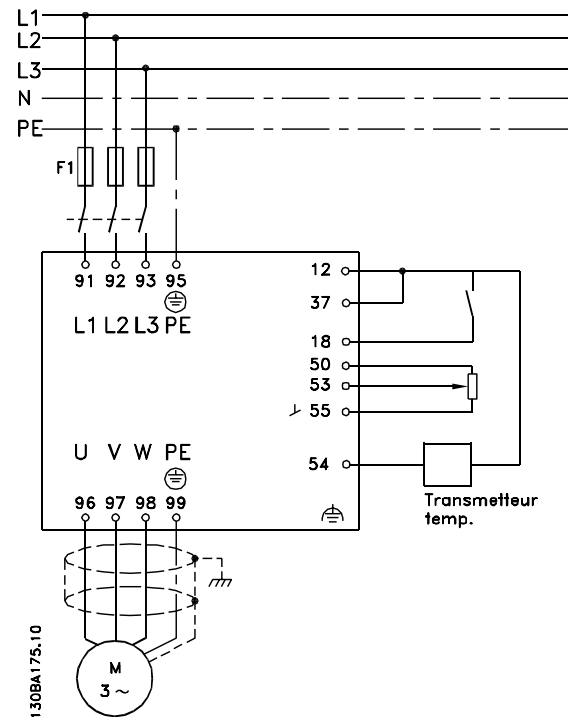 L1
L2
L3
N
PE
F1
91 92 93 95
L1 L2 L3 PE
12
37
18
50
53
55
54
U V W PE
96 97 98 99
Transmetteur
temp.
M
3 ~
130BA175.10